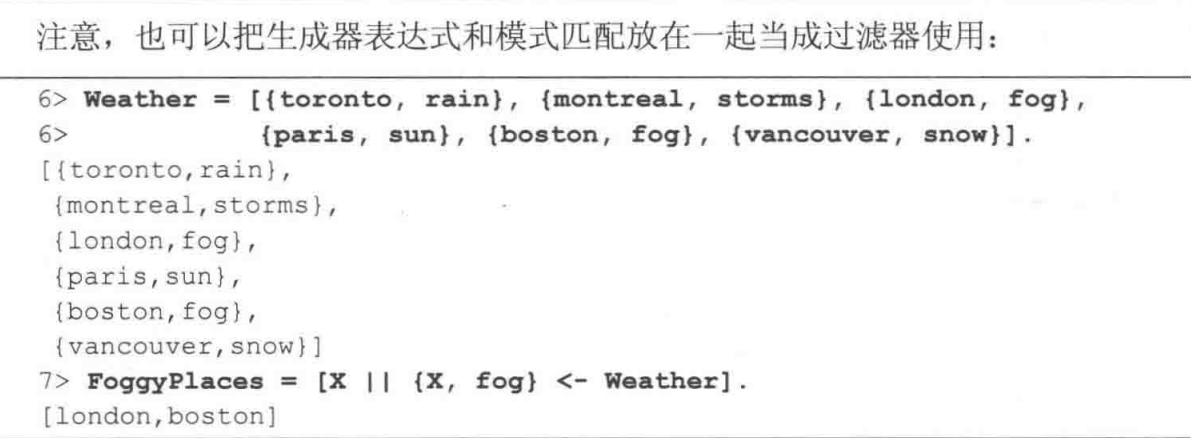 注意，也可以把生成器表达式和模式匹配放在一起当成过滤器使用：
6> Weather = [{toronto, rain}, {montreal, storms}, {london, fog},
6>             {paris, sun}, {boston, fog}, {vancouver, snow}].
[{toronto,rain},
 {montreal,storms},
 {london,fog},
 {paris,sun},
 {boston,fog},
 {vancouver,snow}]
7> FoggyPlaces = [X || {X, fog} <- Weather].
[london,boston]